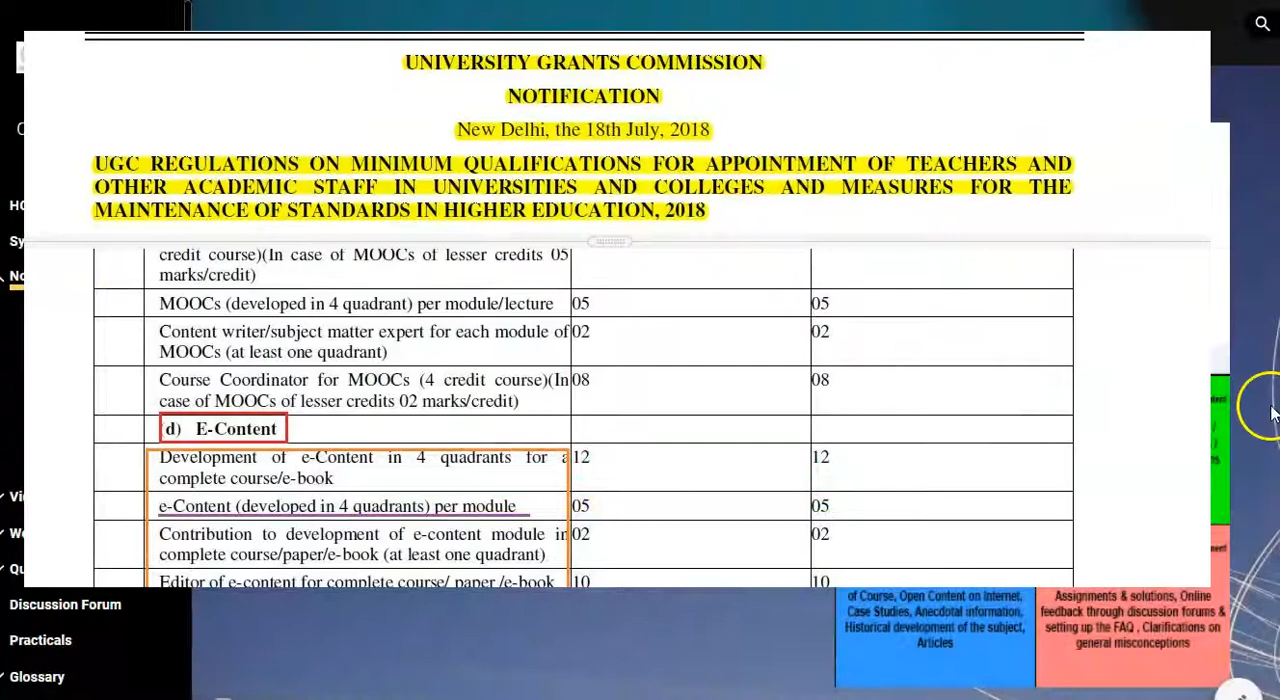 UNIVERSITY GRANTS COMMISSION
NOTIFICATION
New Delhi, the 18th July, 2018
UGC REGULATIONS ON MINIMUM QUALIFICATIONS FOR APPOINTMENT OF TEACHERS AND
OTHER ACADEMIC STAFF IN UNIVERSITIES AND COLLEGES AND MEASURES FOR THE
MAINTENANCE OF STANDARDS IN HIGHER EDUCATION, 2018
credit course)(In case of MOOCs of lesser credits 05
marks/credit)
MOOCs (developed in 4 quadrant) per module/lecture 05 05
Content writer/subject matter expert for each module of 02 02
MOOCs (at least one quadrant)
Course Coordinator for MOOCs (4 credit course)(In 08 08
case of MOOCs of lesser credits 02 marks/credit)
(d) E-Content
Development of e-Content in 4 quadrants for a 12 12
complete course/e-book
e-Content (developed in 4 quadrants) per module 05 05
Contribution to development of e-content module in 02 02
complete course/paper/e-book (at least one quadrant)
Editor of e-content for complete course/ paper /e-book 10 10
Discussion Forum
Practicals
Glossary
of Course, Open Content on Internet,
Case Studies, Anecdotal information,
Historical development of the subject,
Articles
Assignments & solutions, Online
feedback through discussion forums &
setting up the FAQ , Clarifications on
general misconceptions